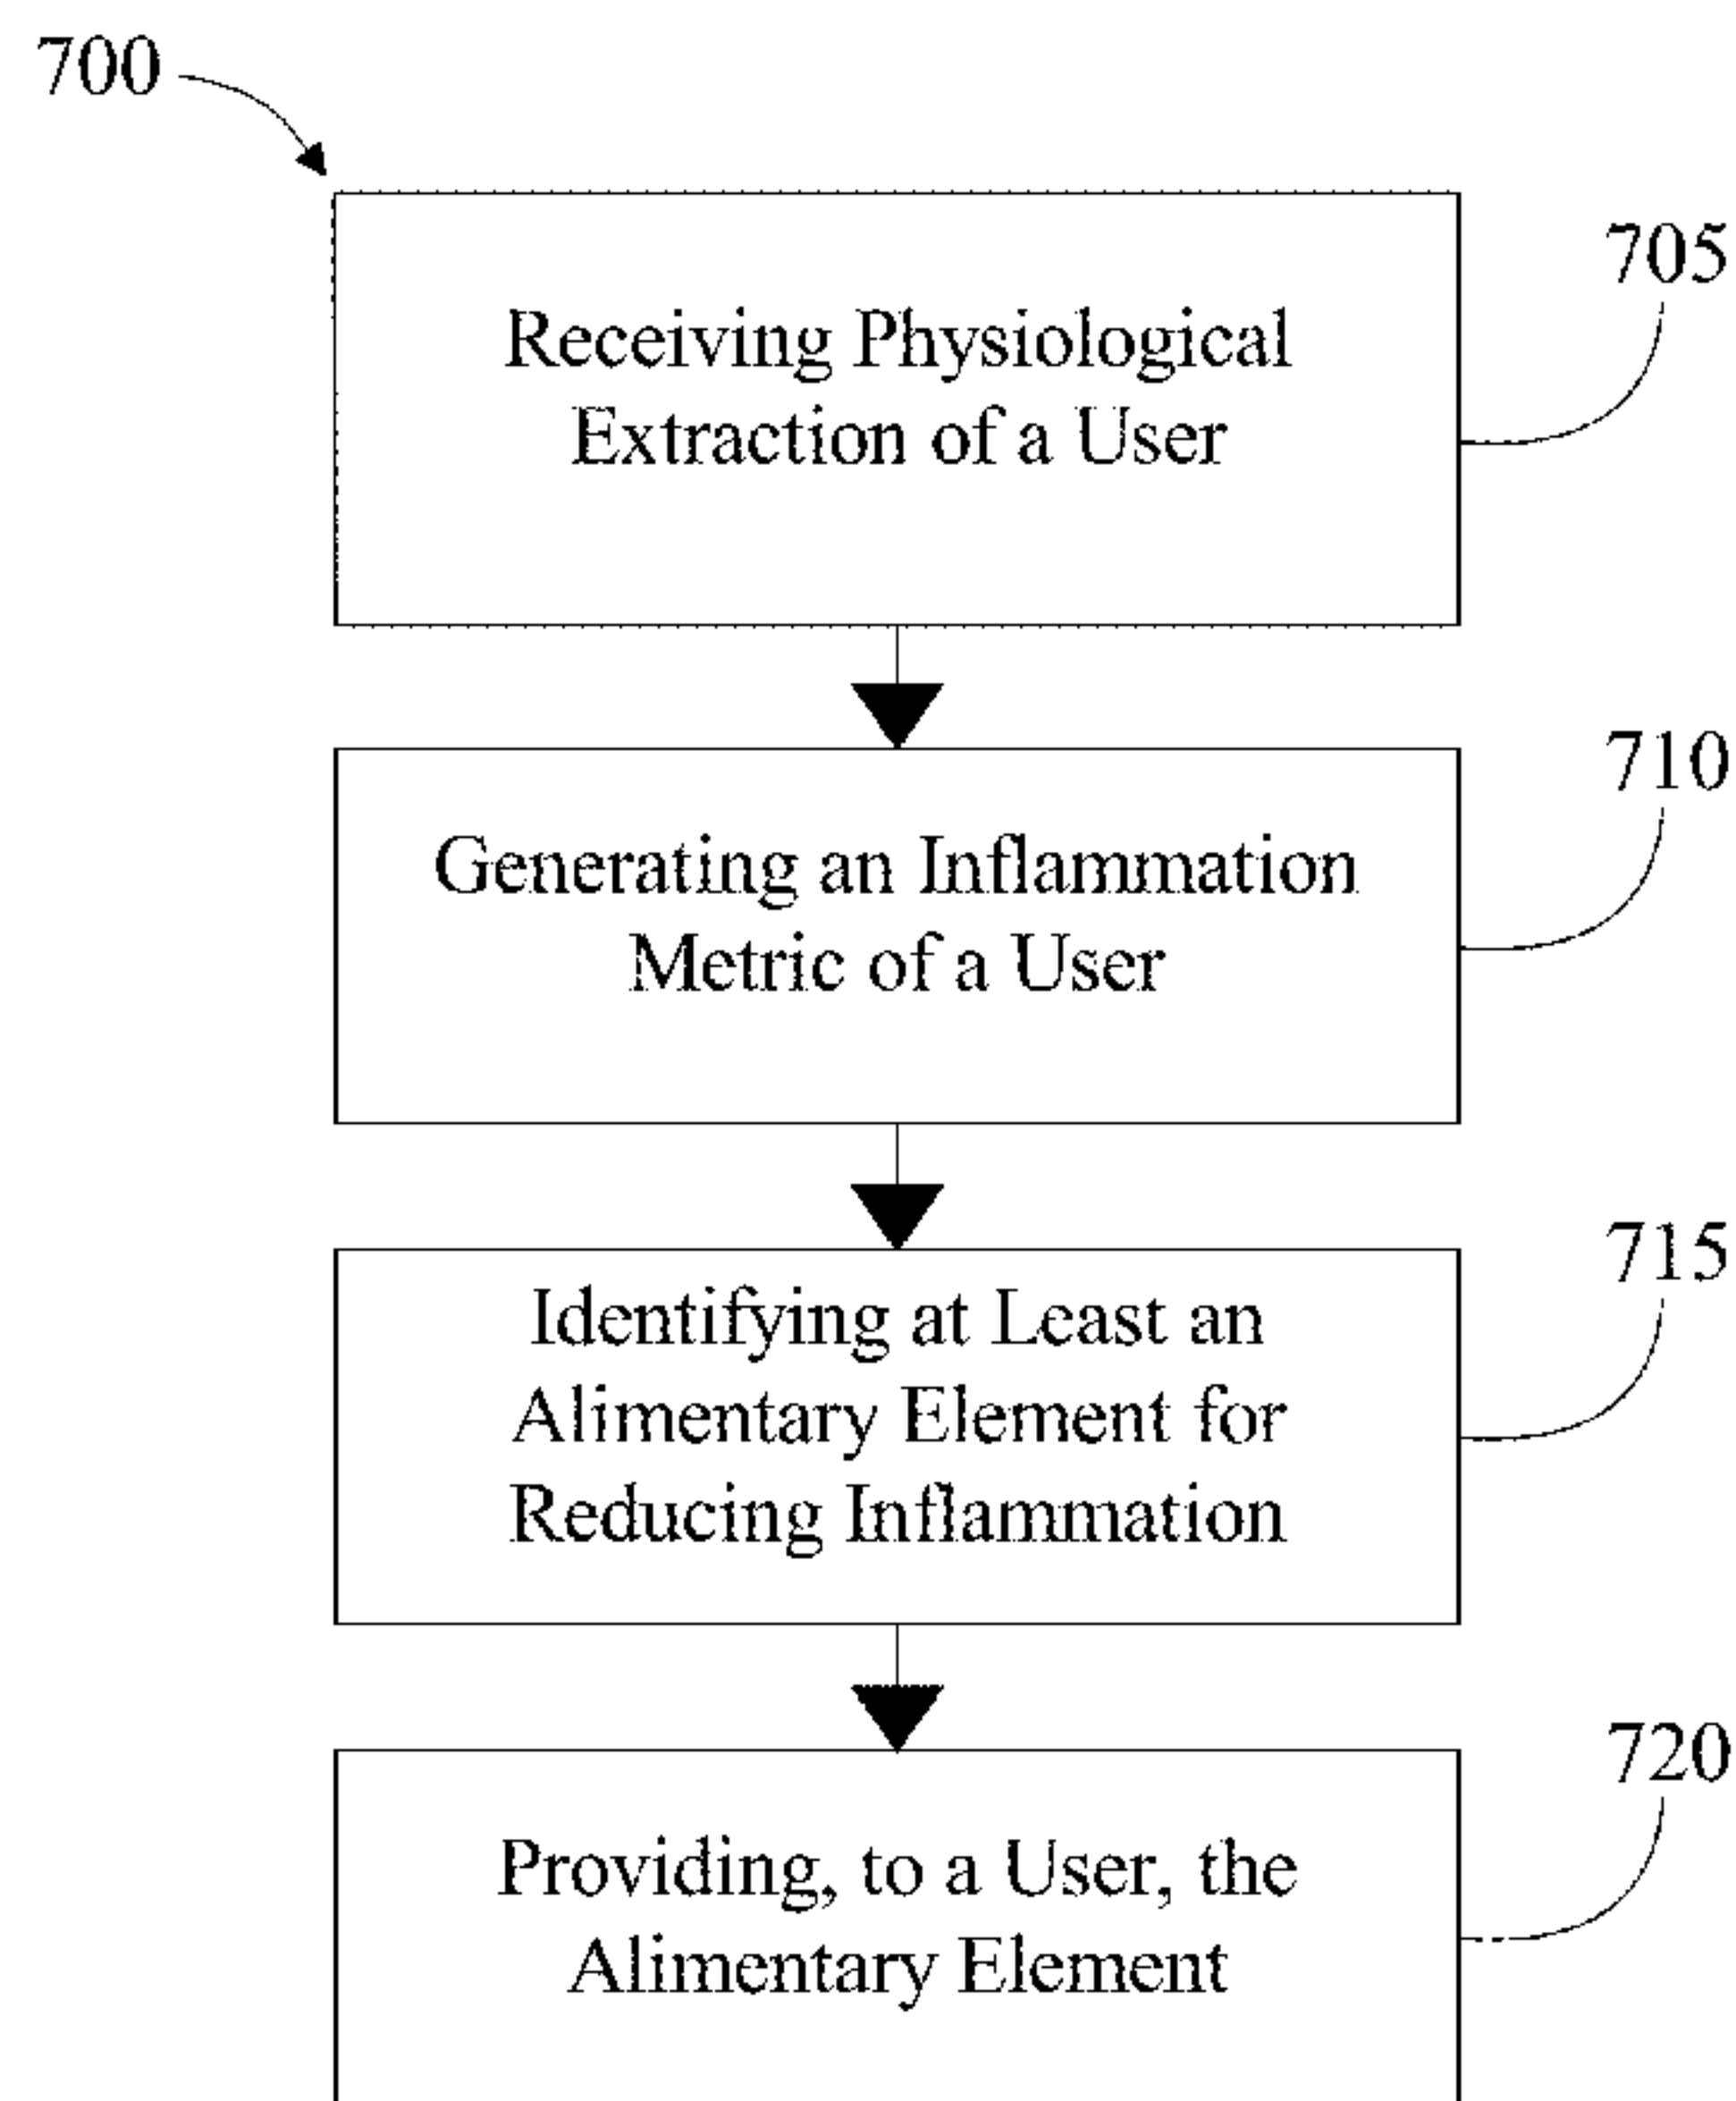 700
705
Receiving Physiological
Extraction of a User
710
Generating an Inflammation
Metric of a User
715
Identifying at Least an
Alimentary Element for
Reducing Inflammation
720
Providing, to a User, the
Alimentary Element